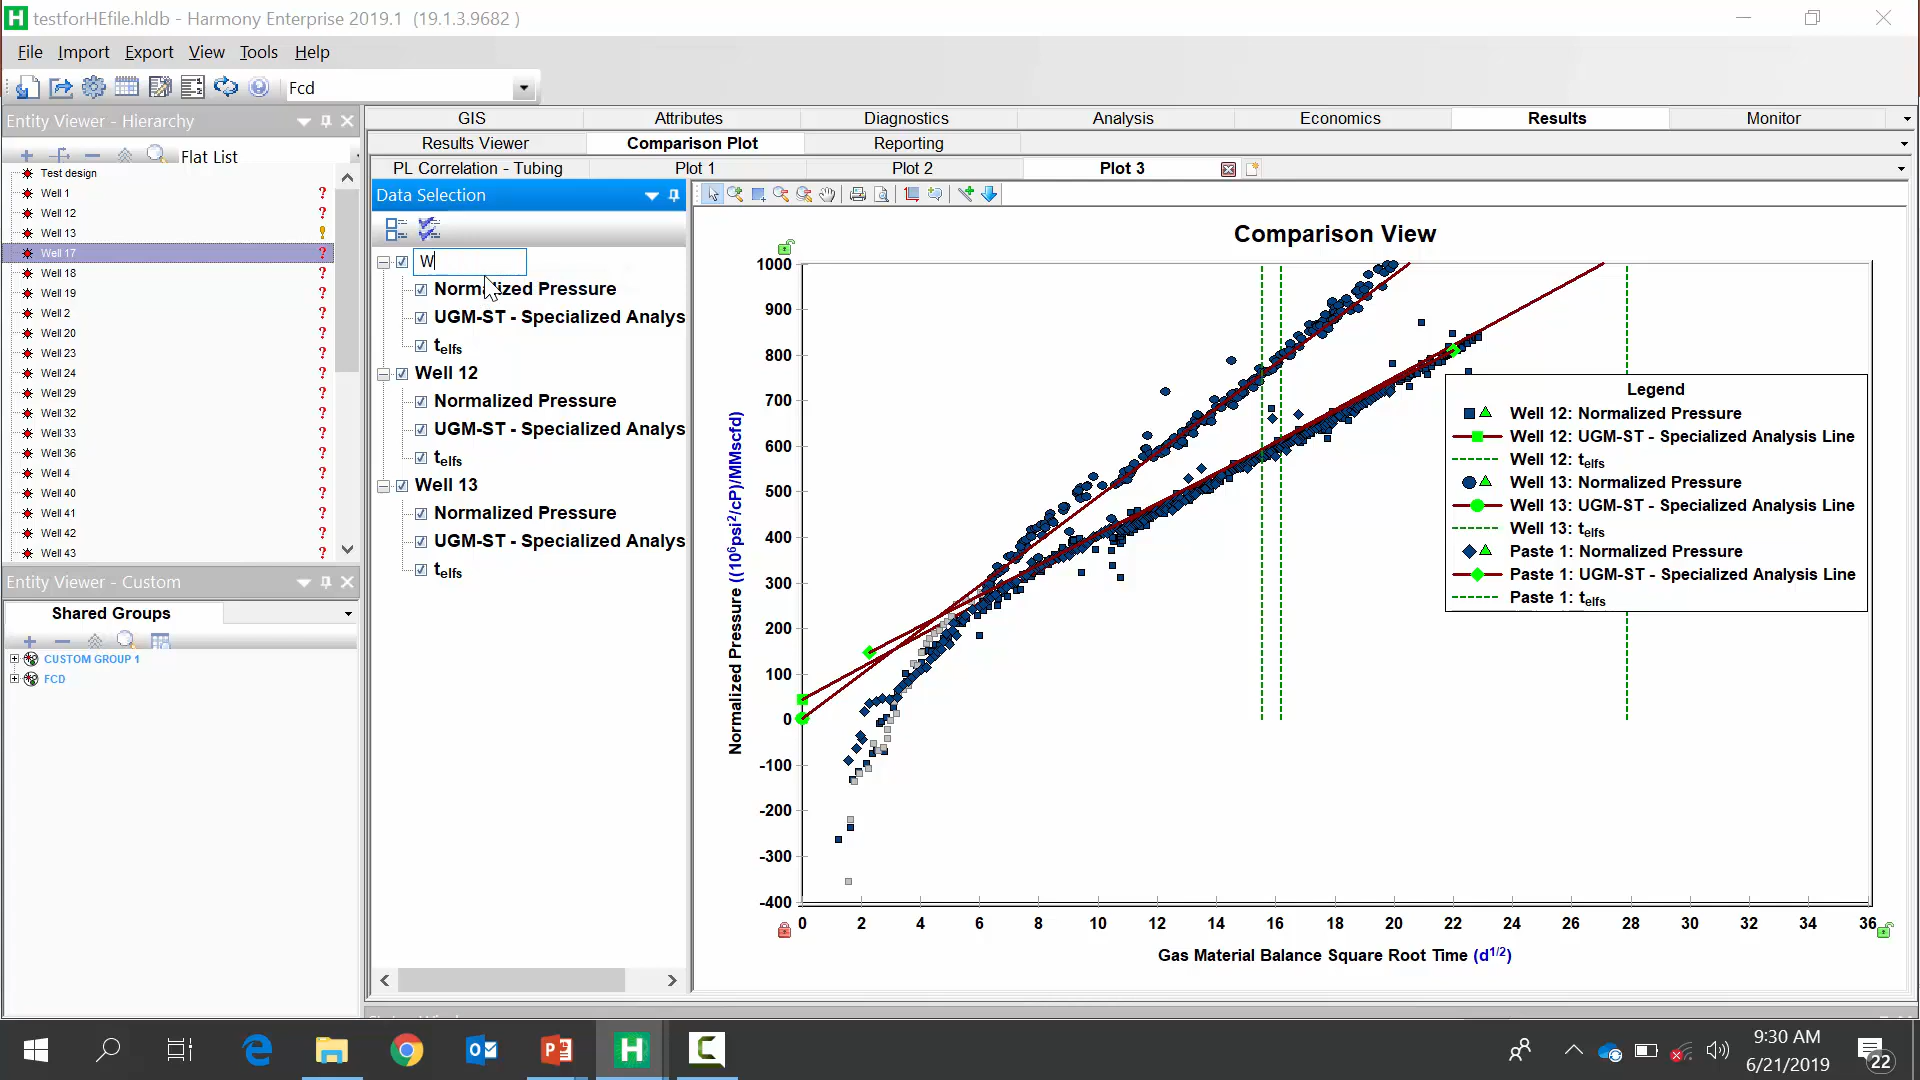 testforHEfile.hldb - Harmony Enterprise 2019.1 (19.1.3.9682 )
File Import Export View Tools Help
Fcd
Entity Viewer - Hierarchy
Flat List
Test design
Well 1
Well 12
Well 13
Well 17
Well 18
Well 19
Well 2
Well 20
Well 23
Well 24
Well 29
Well 32
Well 33
Well 36
Well 4
Well 40
Well 41
Well 42
Well 43
Entity Viewer - Custom
Shared Groups
CUSTOM GROUP 1
FCD
GIS Attributes Diagnostics Analysis Economics Results Monitor
Results Viewer Comparison Plot Reporting
PL Correlation - Tubing Plot 1 Plot 2 Plot 3
Data Selection
W
Normalized Pressure
UGM-ST - Specialized Analys
telfs
Well 12
Normalized Pressure
UGM-ST - Specialized Analys
telfs
Well 13
Normalized Pressure
UGM-ST - Specialized Analys
telfs
Comparison View
Normalized Pressure ((10⁶psi²/cP)/MMscfd)
1000
900
800
700
600
500
400
300
200
100
0
-100
-200
-300
-400
0 2 4 6 8 10 12 14 16 18 20 22 24 26 28 30 32 34 36
Gas Material Balance Square Root Time (d1/2)
Legend
Well 12: Normalized Pressure
Well 12: UGM-ST - Specialized Analysis Line
Well 12: telfs
Well 13: Normalized Pressure
Well 13: UGM-ST - Specialized Analysis Line
Well 13: telfs
Paste 1: Normalized Pressure
Paste 1: UGM-ST - Specialized Analysis Line
Paste 1: telfs
9:30 AM
6/21/2019
22